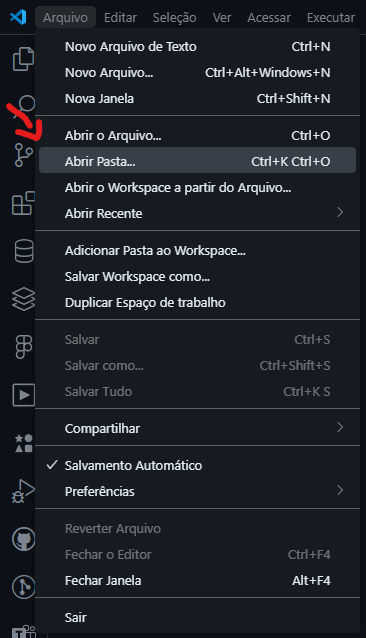 Arquivo Editar Seleção Ver Acessar Executar
Novo Arquivo de Texto Ctrl+N
Novo Arquivo... Ctrl+Alt+Windows+N
Nova Janela Ctrl+Shift+N
Abrir o Arquivo... Ctrl+O
Abrir Pasta... Ctrl+K Ctrl+O
Abrir o Workspace a partir do Arquivo...
Abrir Recente
Adicionar Pasta ao Workspace...
Salvar Workspace como...
Duplicar Espaço de trabalho
Salvar Ctrl+S
Salvar como... Ctrl+Shift+S
Salvar Tudo Ctrl+K S
Compartilhar
Salvamento Automático
Preferências
Reverter Arquivo
Fechar o Editor Ctrl+F4
Fechar Janela Alt+F4
Sair